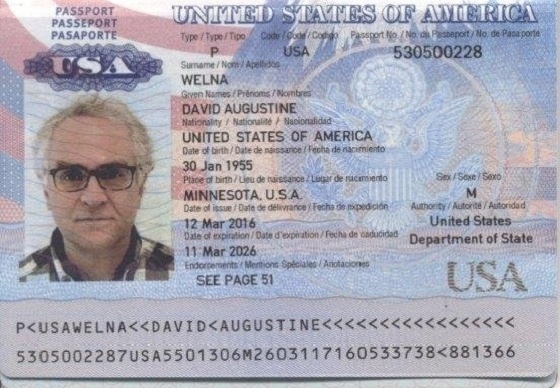 PASSPORT
PASSEPORT
PASAPORTE
UNITED STATES OF AMERICA
USA
Type / Type / Tipo Code / Code / Codigo Passport No. / No. du Passeport / No. de Pasaporte
P USA 530500228
Surname / Nom / Apellidos
WELNA
Given Names / Prénoms / Nombres
DAVID AUGUSTINE
Nationality / Nationalité / Nacionalidad
UNITED STATES OF AMERICA
Date of birth / Date de naissance / Fecha de nacimiento
30 Jan 1955
Place of birth / Lieu de naissance / Lugar de nacimiento Sex / Sexe / Sexo
MINNESOTA, U.S.A. M
Date of issue / Date de délivrance / Fecha de expedición Authority / Autorité / Autoridad
12 Mar 2016 United States
Date of expiration / Date d'expiration / Fecha de caducidad Department of State
11 Mar 2026
Endorsements / Mentions Spéciales / Anotaciones
SEE PAGE 51
USA
P<USAWELNA<<DAVID<AUGUSTINE<<<<<<<<<<<<<<<<<
5305002287USA5501306M2603117160533738<881366